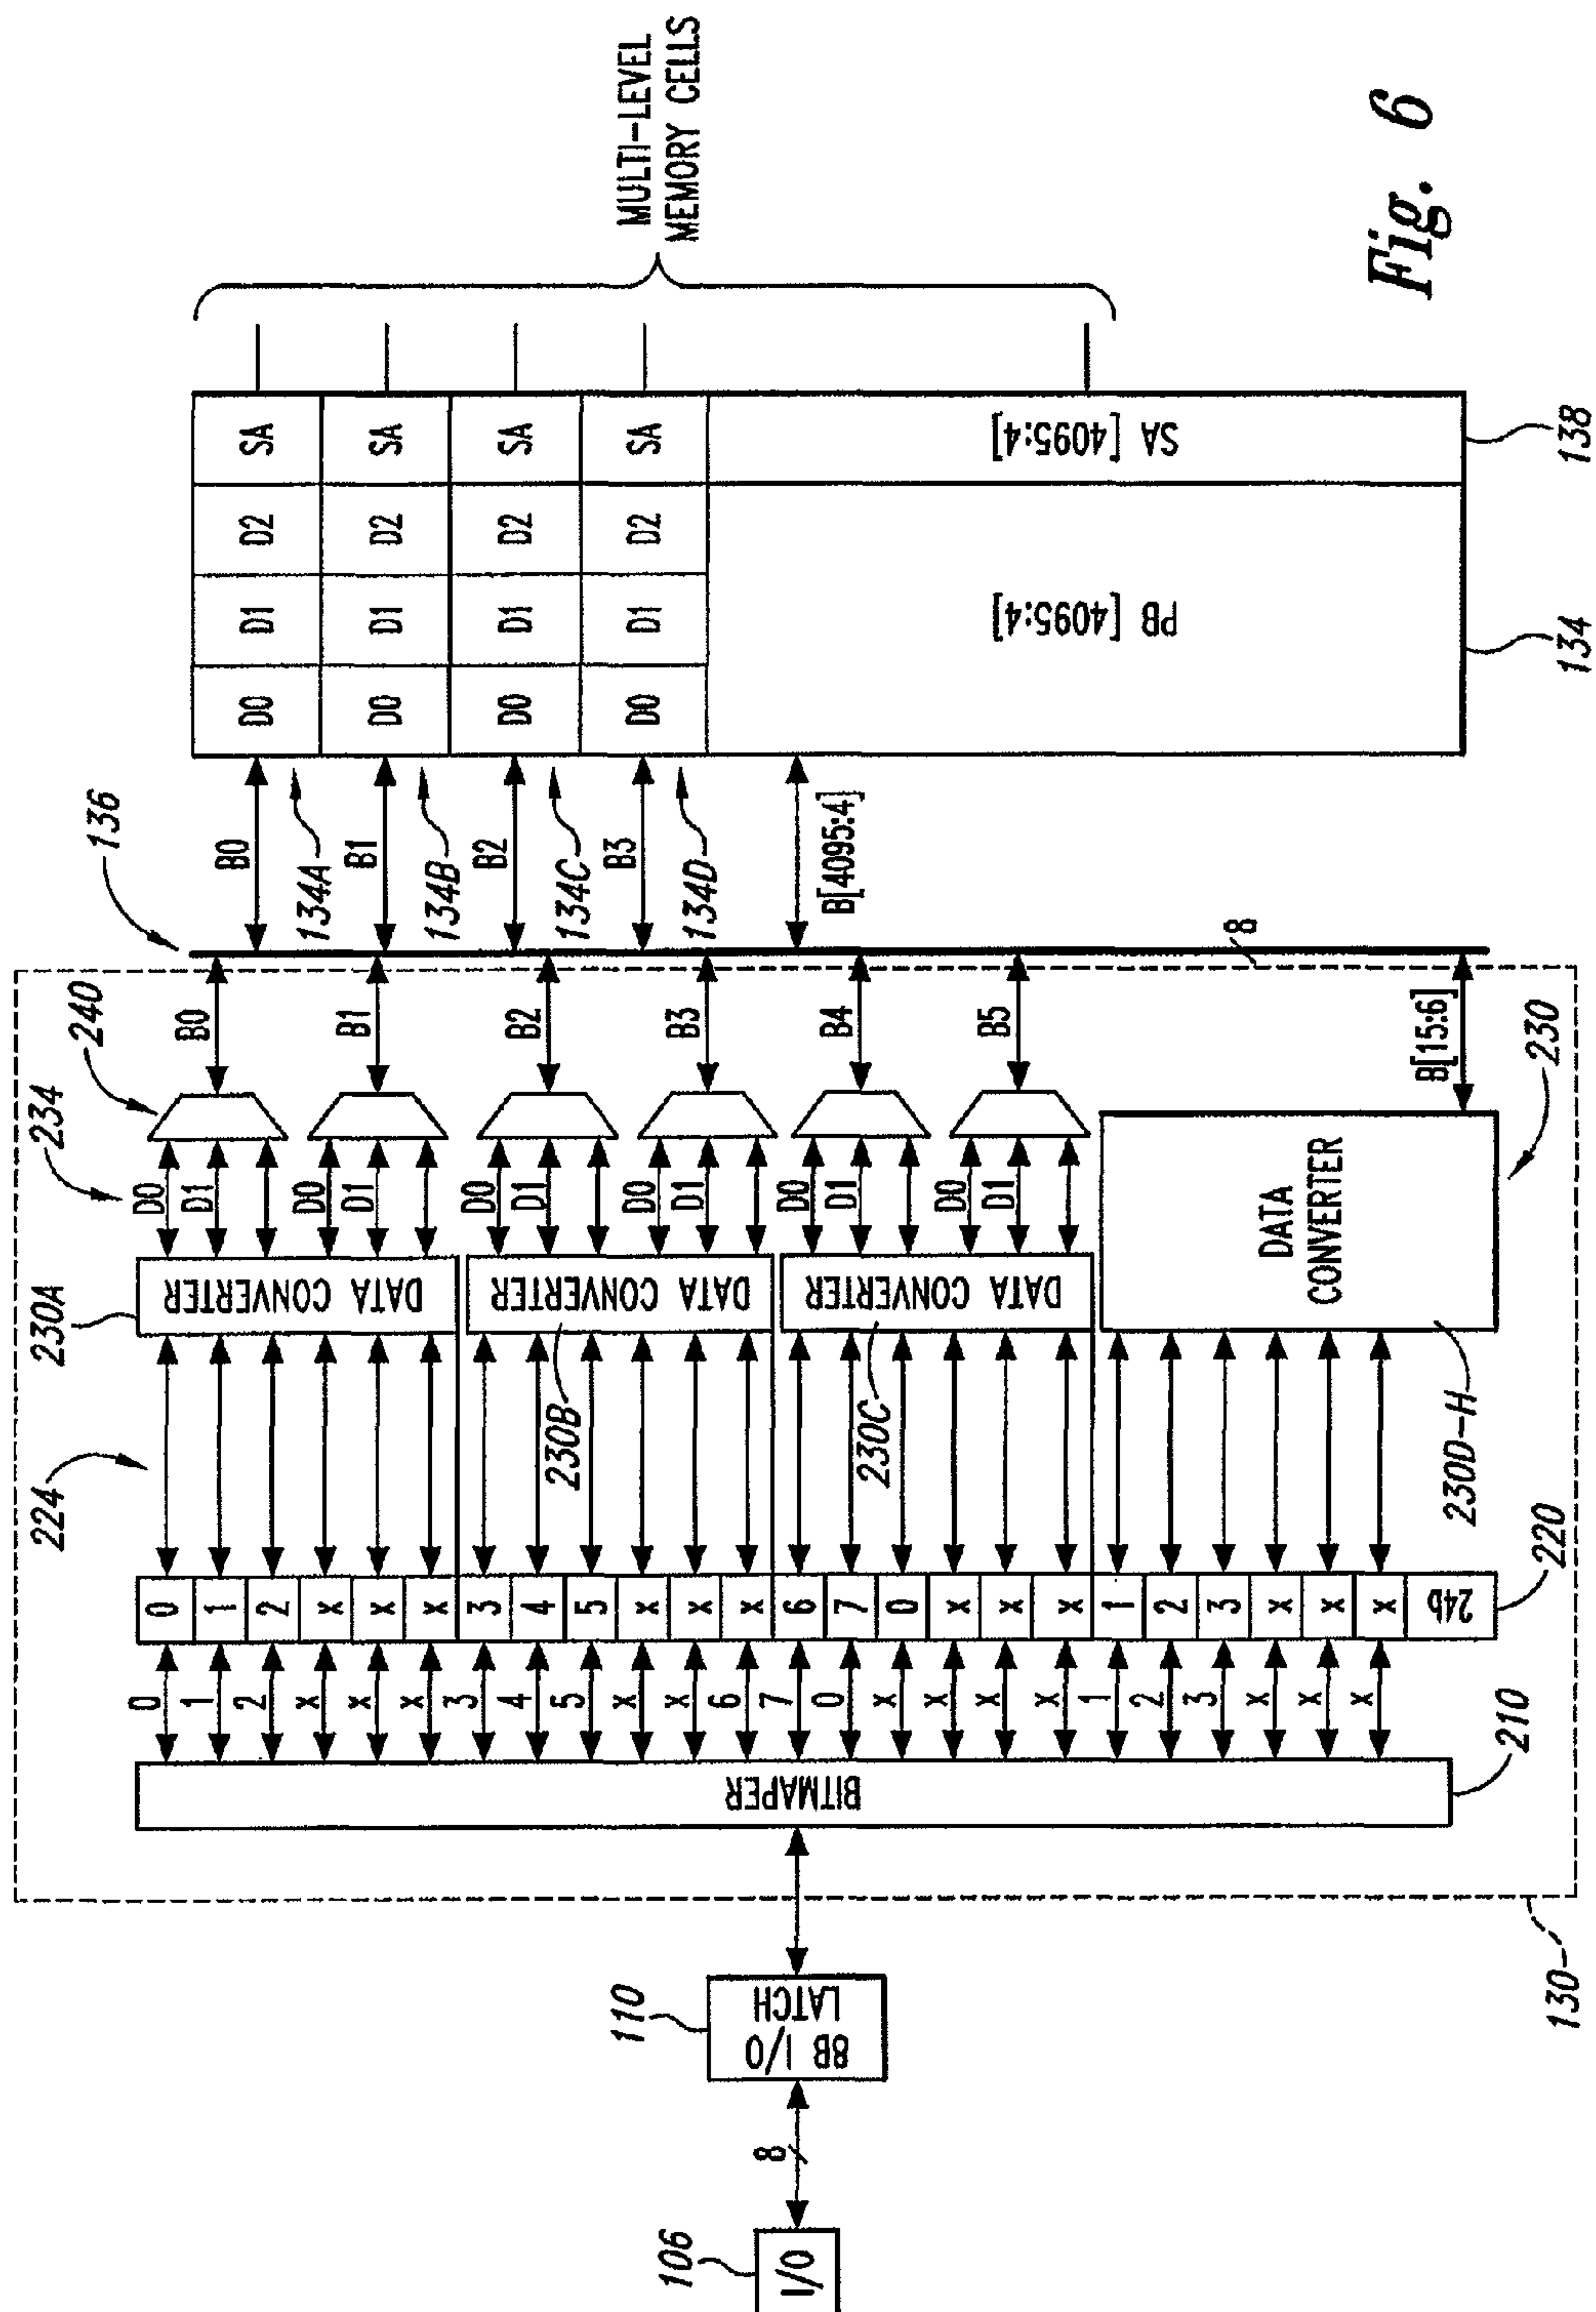 MULTI-LEVEL
MEMORY CELLS
Fig. 6
SA
SA
SA
SA
SA [4095:4]
138
D2
D2
D2
D2
D1
D1
D1
D1
D0
D0
D0
D0
PB [4095:4]
134
136
B0
134A
B1
134B
B2
134C
B3
134D
B[4095:4]
8
240
B0
B1
B2
B3
B4
B5
B[15:6]
234
D0
D1
D0
D1
D0
D1
D0
D1
D0
D1
D0
D1
230
230A
DATA CONVERTER
DATA CONVERTER
DATA CONVERTER
DATA
CONVERTER
224
230B
230C
230D-H
0 1 2 x x x 3 4 5 x x x 6 7 0 x x x 1 2 3 x x x 24b
220
0 1 2 x x x 3 4 5 x x 6 7 0 x x x x 1 2 3 x x x
BITMAPER
210
130
110
8B I/O
LATCH
8
106
I/O